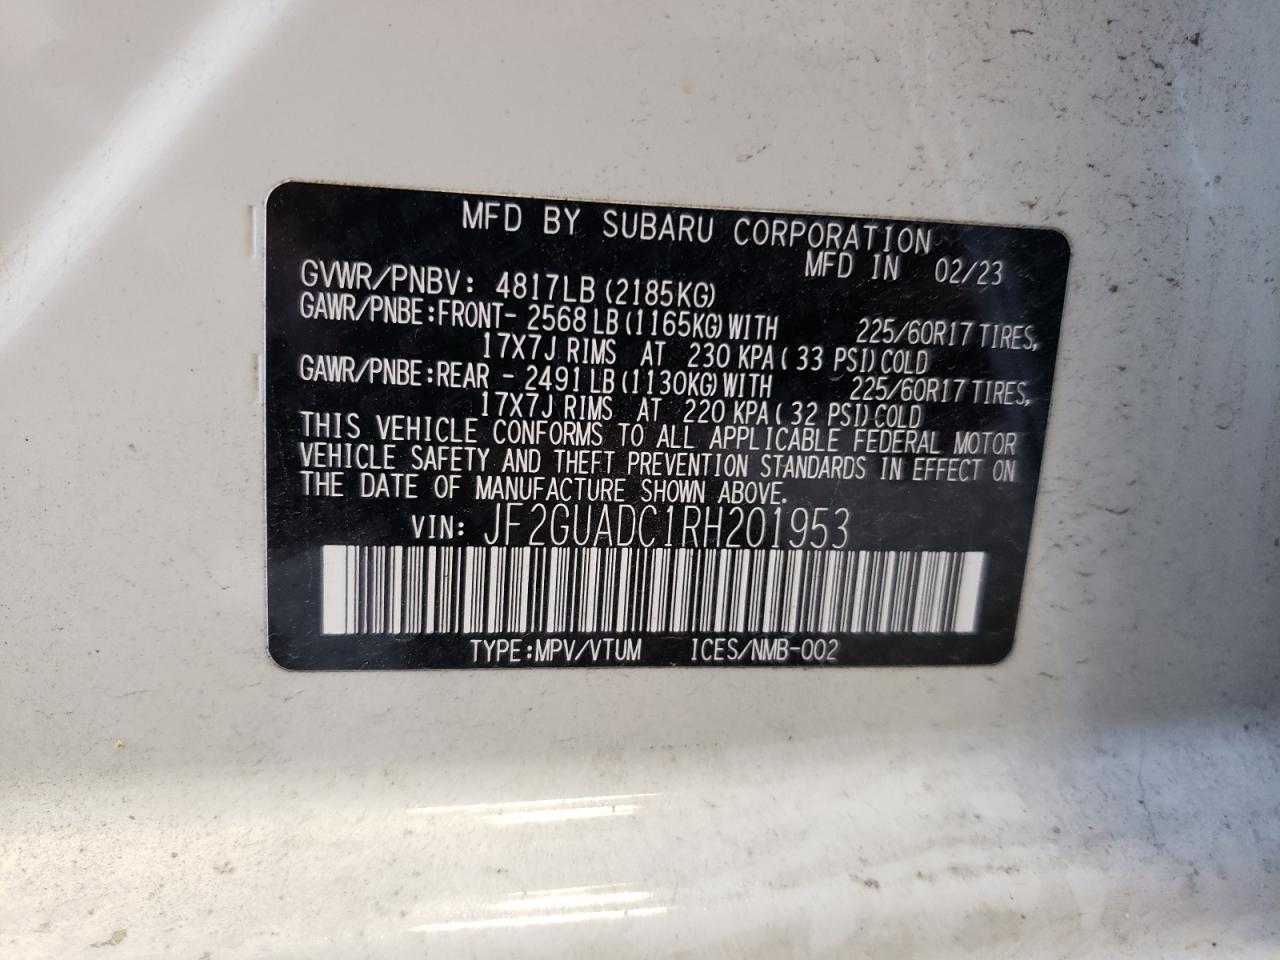 MFD BY SUBARU CORPORATION
MFD IN 02/23
GVWR/PNBV: 4817LB (2185KG)
GAWR/PNBE:FRONT- 2568 LB (1165KG) WITH 225/60R17 TIRES,
17X7J RIMS AT 230 KPA ( 33 PSI) COLD
GAWR/PNBE:REAR - 2491 LB (1130KG) WITH 225/60R17 TIRES,
17X7J RIMS AT 220 KPA ( 32 PSI) COLD
THIS VEHICLE CONFORMS TO ALL APPLICABLE FEDERAL MOTOR
VEHICLE SAFETY AND THEFT PREVENTION STANDARDS IN EFFECT ON
THE DATE OF MANUFACTURE SHOWN ABOVE.
VIN: JF2GUADC1RH201953
TYPE:MPV/VTUM ICES/NMB-002